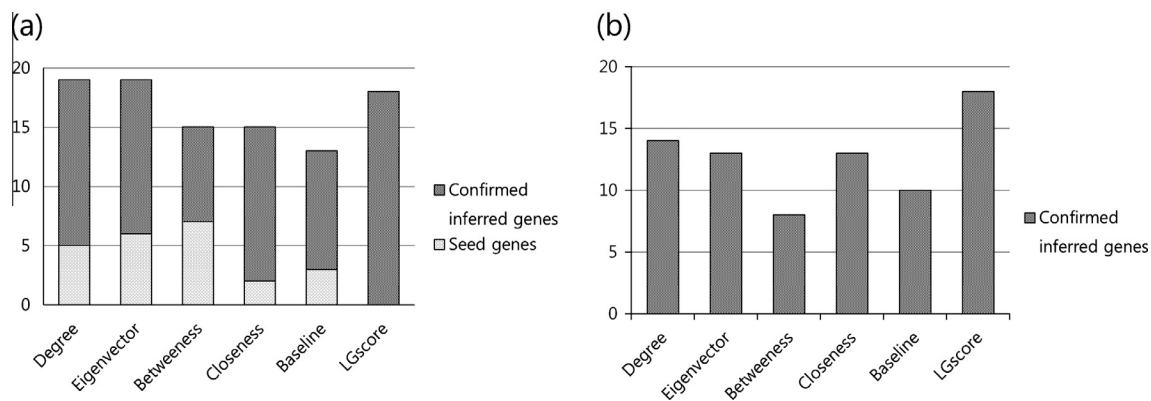 (a)
20
15
10
5
0
Degree
Eigenvector
Betweeness
Closeness
Baseline
LGscore
Confirmed
inferred genes
Seed genes
(b)
20
15
10
5
0
Degree
Eigenvector
Betweeness
Closeness
Baseline
LGscore
Confirmed
inferred genes